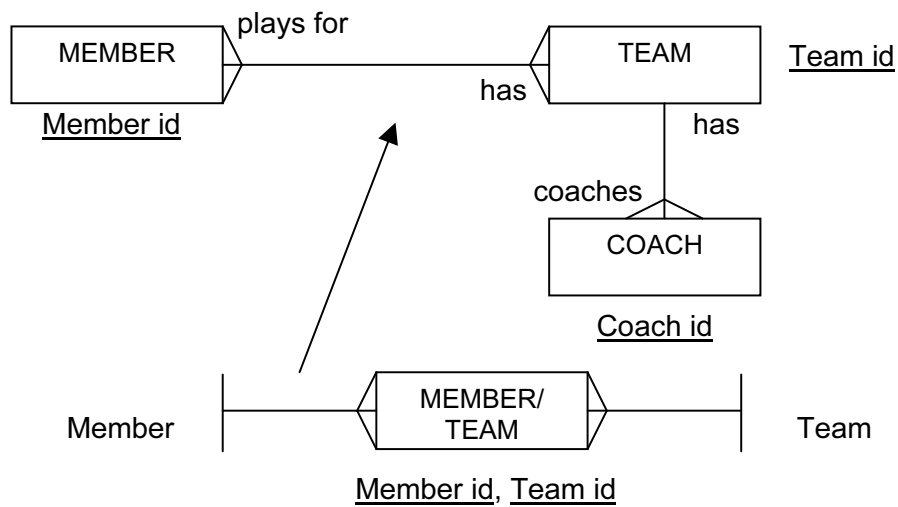 plays for
MEMBER
TEAM
Team id
has
Member id
has
coaches
COACH
Coach id
MEMBER/
TEAM
Member
Team
Member id, Team id